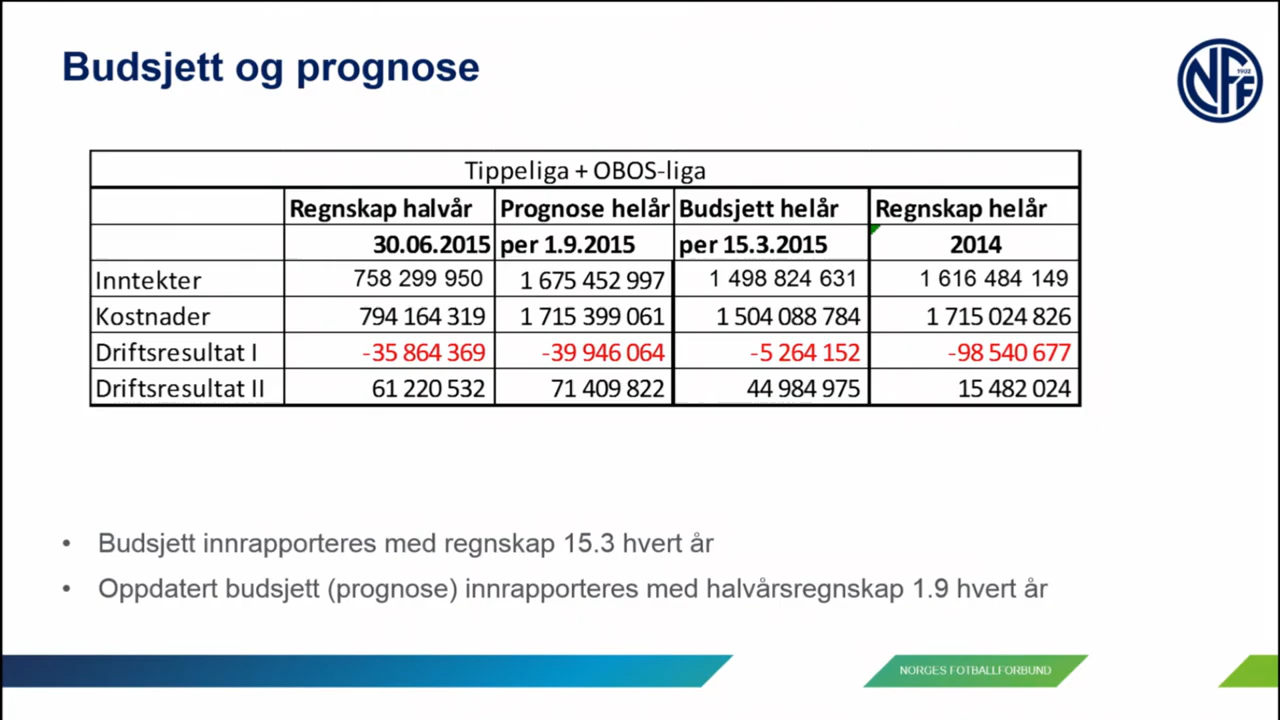 Budsjett og prognose
NFF 1902
Tippeliga + OBOS-liga
Regnskap halvår Prognose helår Budsjett helår Regnskap helår
30.06.2015 per 1.9.2015 per 15.3.2015 2014
Inntekter 758 299 950 1 675 452 997 1 498 824 631 1 616 484 149
Kostnader 794 164 319 1 715 399 061 1 504 088 784 1 715 024 826
Driftsresultat I -35 864 369 -39 946 064 -5 264 152 -98 540 677
Driftsresultat II 61 220 532 71 409 822 44 984 975 15 482 024
• Budsjett innrapporteres med regnskap 15.3 hvert år
• Oppdatert budsjett (prognose) innrapporteres med halvårsregnskap 1.9 hvert år
NORGES FOTBALLFORBUND